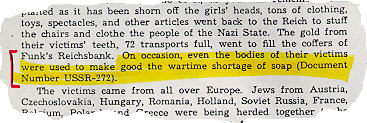 planted as it has been shorn off the girls' heads, tons of clothing,
toys, spectacles, and other articles went back to the Reich to stuff
the chairs and clothe the people of the Nazi State. The gold from
their victims' teeth, 72 transports full, went to fill the coffers of
Funk's Reichsbank. On occasion, even the bodies of their victims
were used to make good the wartime shortage of soap (Document
Number USSR-272).
The victims came from all over Europe. Jews from Austria,
Czechoslovakia, Hungary, Romania, Holland, Soviet Russia, France,
Belgium, Poland and Greece were being herded together to be